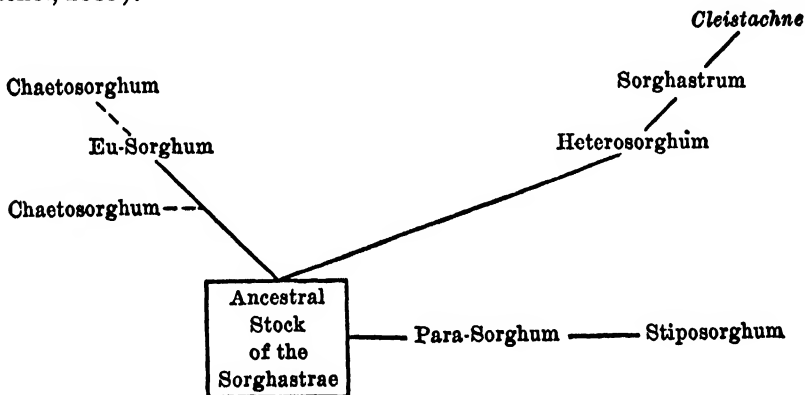 Cleistachne
Chaetosorghum
Sorghastrum
Eu-Sorghum
Heterosorghum
Chaetosorghum
Ancestral
Stock
of the
Sorghastrae
Para-Sorghum
Stiposorghum